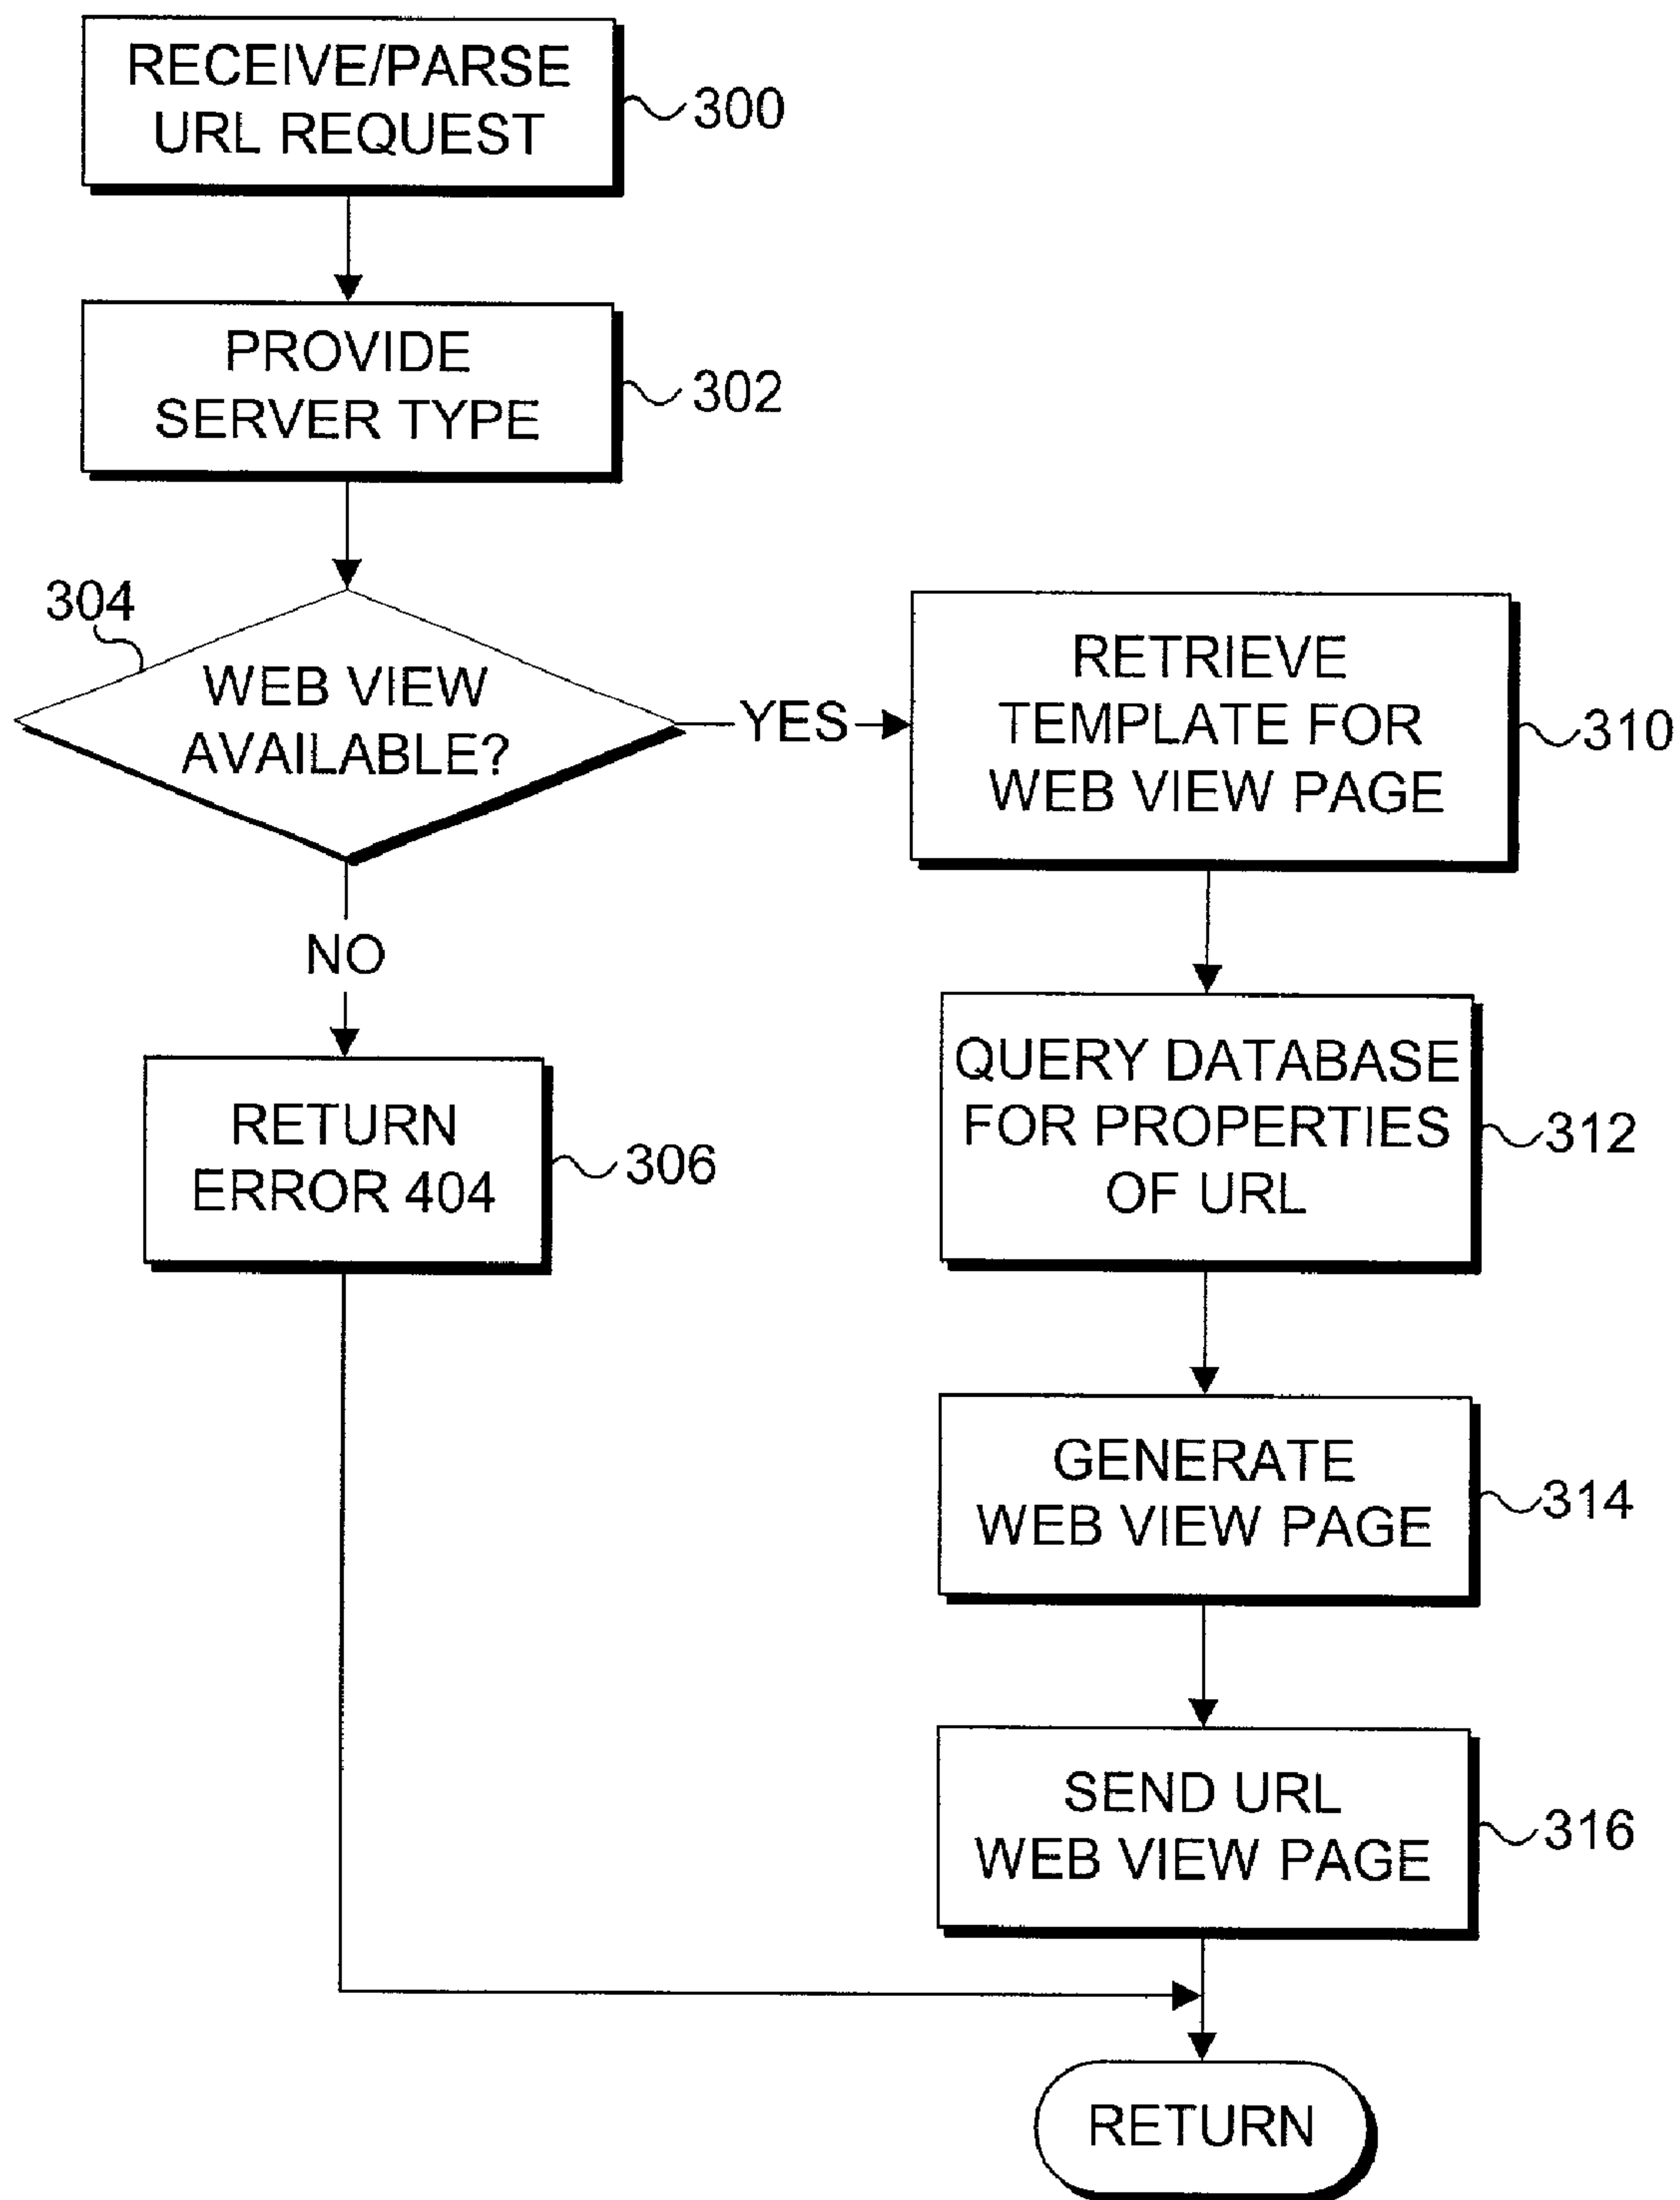 RECEIVE/PARSE
URL REQUEST
300
PROVIDE
SERVER TYPE
302
304
WEB VIEW
AVAILABLE?
YES
NO
RETURN
ERROR 404
306
RETRIEVE
TEMPLATE FOR
WEB VIEW PAGE
310
QUERY DATABASE
FOR PROPERTIES
OF URL
312
GENERATE
WEB VIEW PAGE
314
SEND URL
WEB VIEW PAGE
316
RETURN